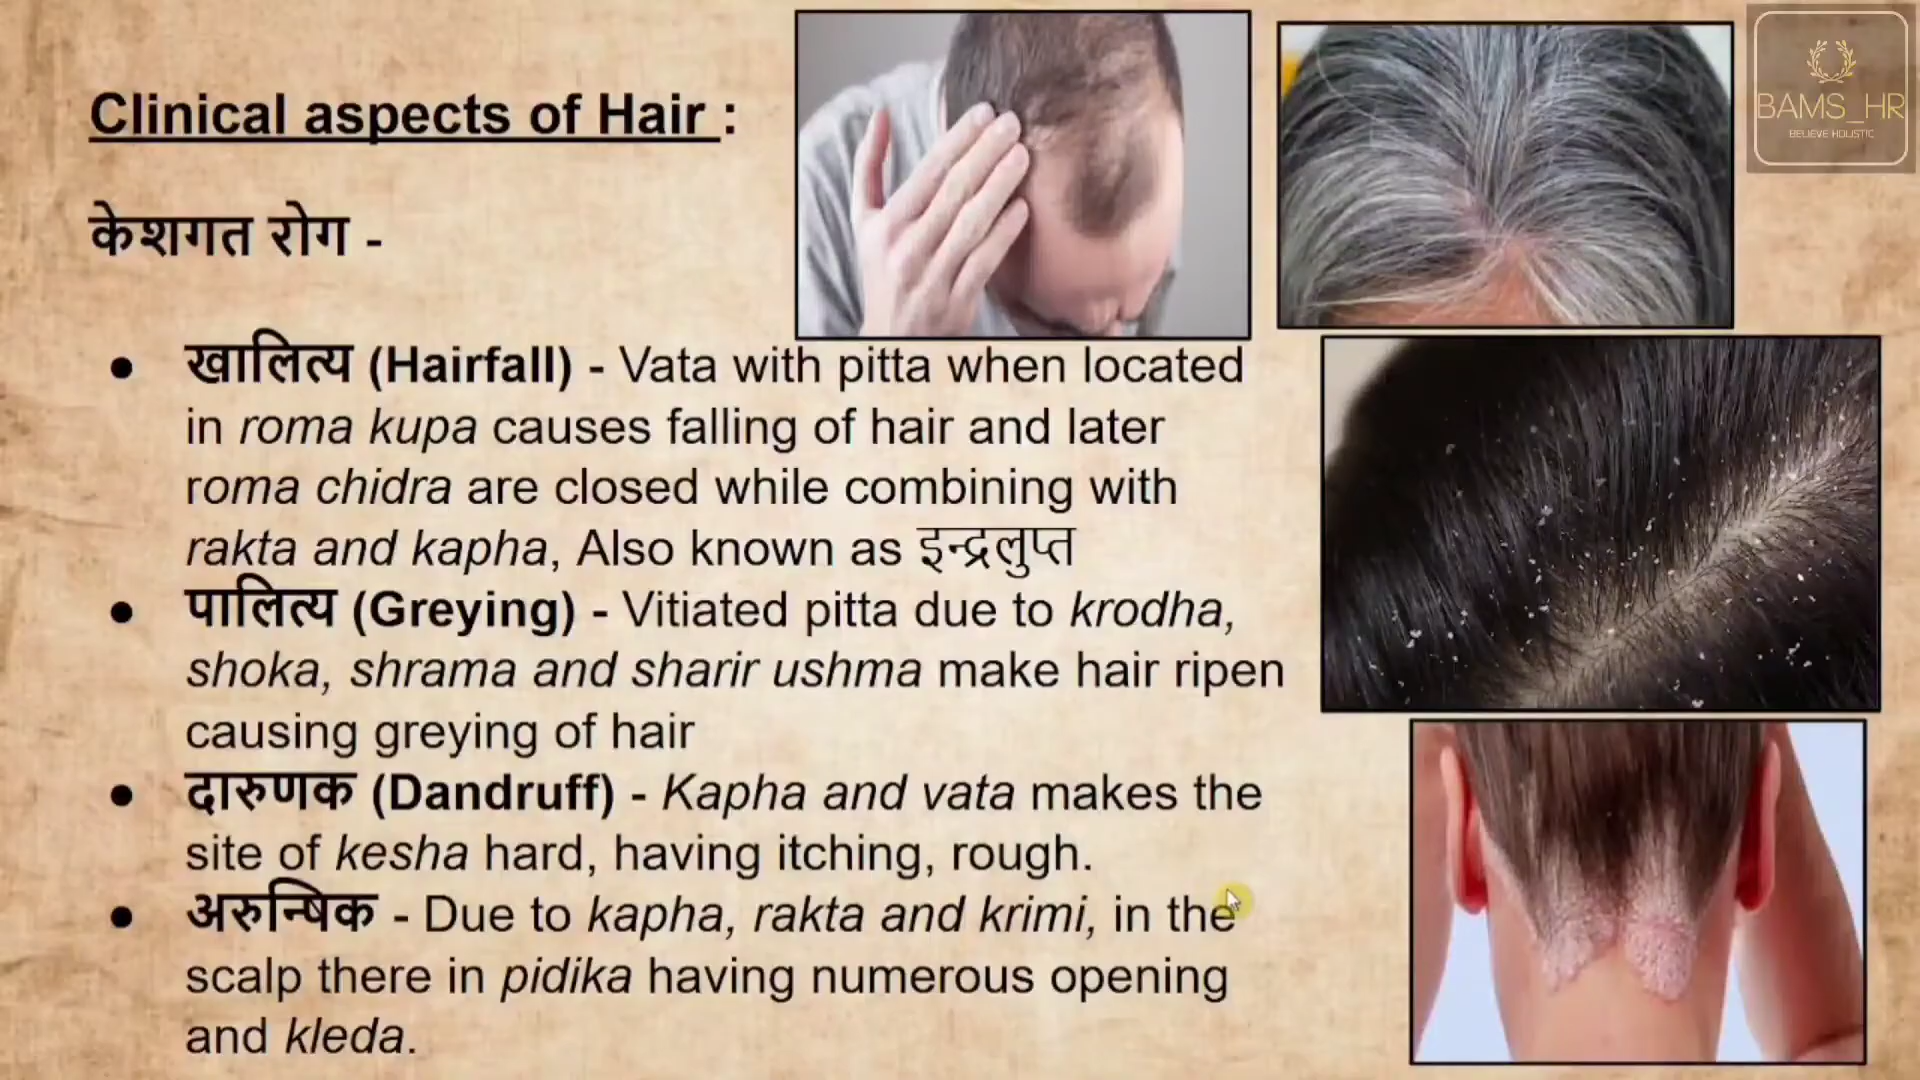 Clinical aspects of Hair :
केशगत रोग -
● खालित्य (Hairfall) - Vata with pitta when located
in roma kupa causes falling of hair and later
roma chidra are closed while combining with
rakta and kapha, Also known as इन्द्रलुप्त
● पालित्य (Greying) - Vitiated pitta due to krodha,
shoka, shrama and sharir ushma make hair ripen
causing greying of hair
● दारुणक (Dandruff) - Kapha and vata makes the
site of kesha hard, having itching, rough.
● अरुन्षिक - Due to kapha, rakta and krimi, in the
scalp there in pidika having numerous opening
and kleda.
BAMS_HR
BELIEVE HOLISTIC